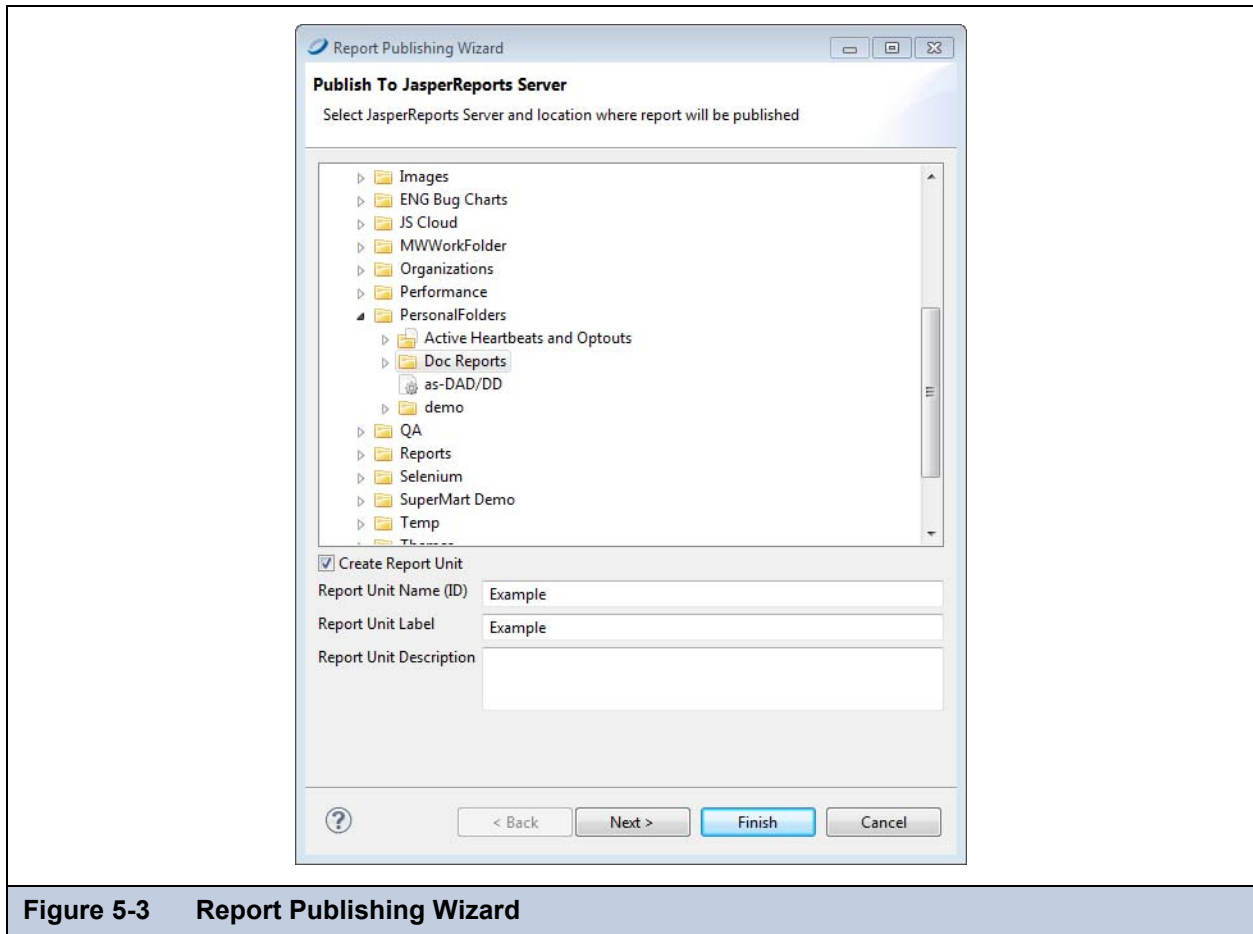 Report Publishing Wizard
Publish To JasperReports Server
Select JasperReports Server and location where report will be published
Images
ENG Bug Charts
JS Cloud
MWWorkFolder
Organizations
Performance
PersonalFolders
Active Heartbeats and Optouts
Doc Reports
as-DAD/DD
demo
QA
Reports
Selenium
SuperMart Demo
Temp
Themes
Create Report Unit
Report Unit Name (ID) Example
Report Unit Label Example
Report Unit Description
< Back Next > Finish Cancel
Figure 5-3 Report Publishing Wizard